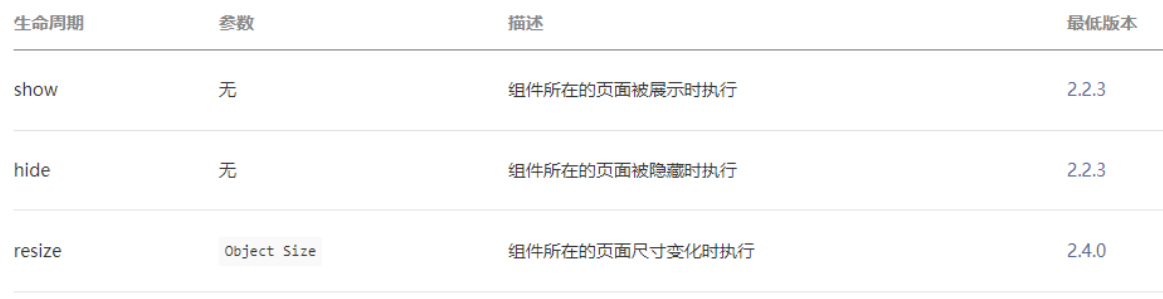 生命周期 参数 描述 最低版本
show 无 组件所在的页面被展示时执行 2.2.3
hide 无 组件所在的页面被隐藏时执行 2.2.3
resize Object Size 组件所在的页面尺寸变化时执行 2.4.0